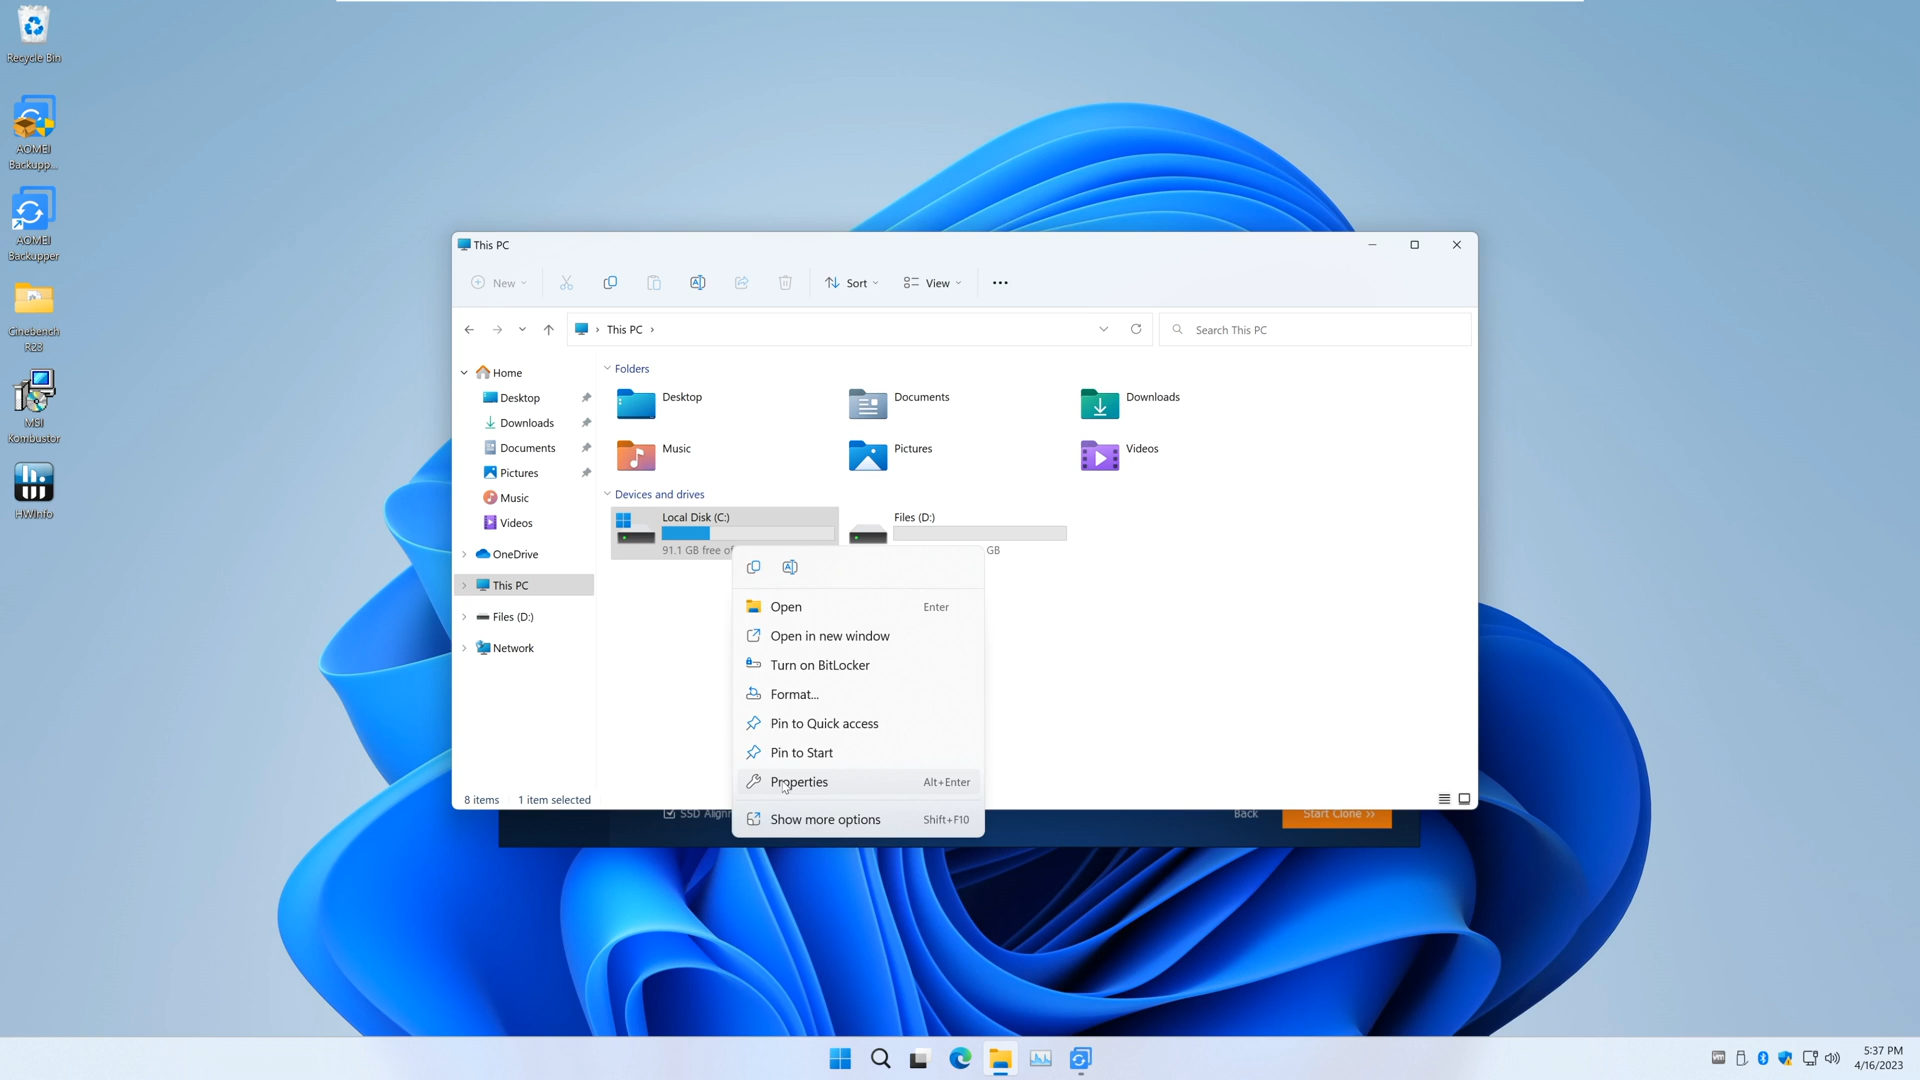 Recycle Bin
AOMEI
Backupp...
AOMEI
Backupper
Cinebench
R23
MSI
Kombustor
HWInfo
This PC
New
Sort
View
This PC
Search This PC
Home
Desktop
Downloads
Documents
Pictures
Music
Videos
OneDrive
This PC
Files (D:)
Network
Folders
Desktop
Documents
Downloads
Music
Pictures
Videos
Devices and drives
Local Disk (C:)
91.1 GB free of
Files (D:)
GB
Open Enter
Open in new window
Turn on BitLocker
Format...
Pin to Quick access
Pin to Start
Properties Alt+Enter
Show more options Shift+F10
8 items 1 item selected
SSD Alignm
Back
Start Clone >>
5:37 PM
4/16/2023